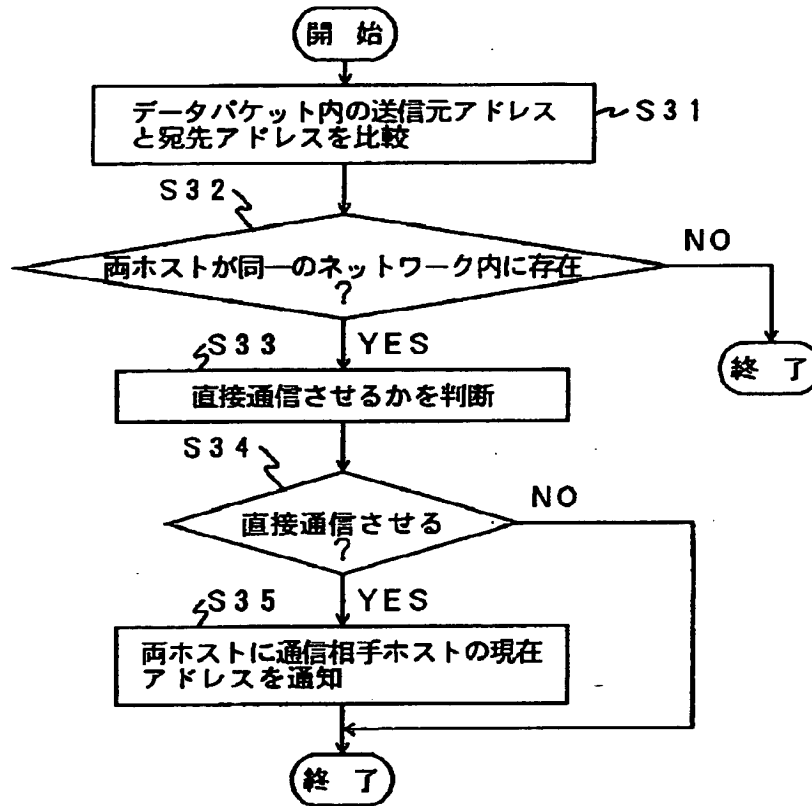 開 始
データパケット内の送信元アドレス
と宛先アドレスを比較
S31
S32
両ホストが同一のネットワーク内に存在
?
NO
YES
終 了
S33
直接通信させるかを判断
S34
直接通信させる
?
NO
YES
S35
両ホストに通信相手ホストの現在
アドレスを通知
終 了